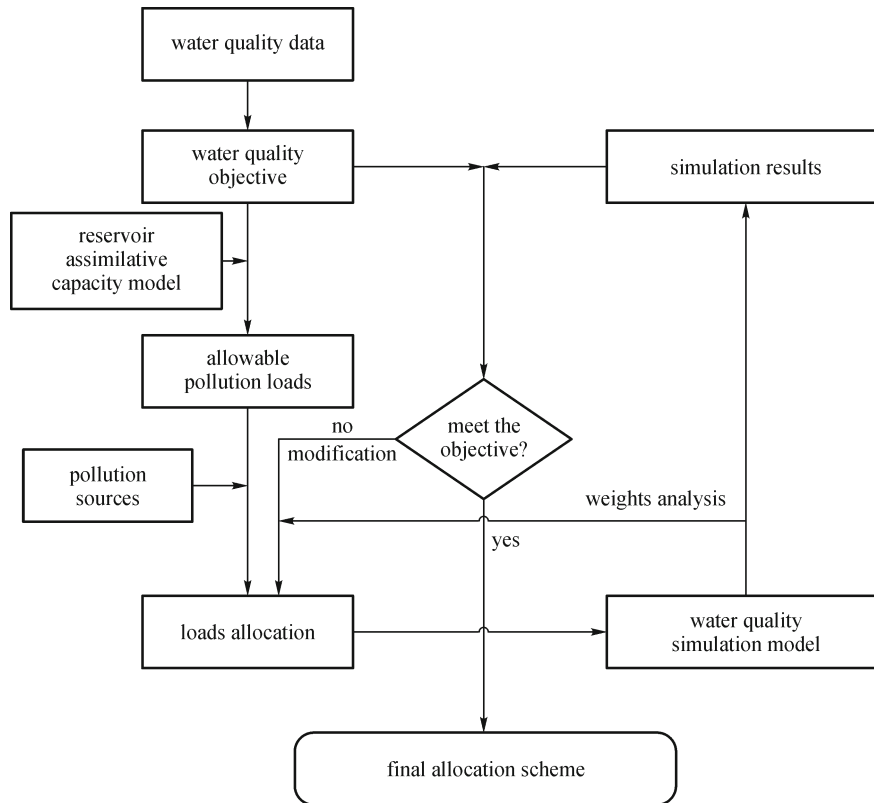 water quality data
water quality
objective
simulation results
reservoir
assimilative
capacity model
allowable
pollution loads
no
modification
meet the
objective?
pollution
sources
weights analysis
yes
loads allocation
water quality
simulation model
final allocation scheme